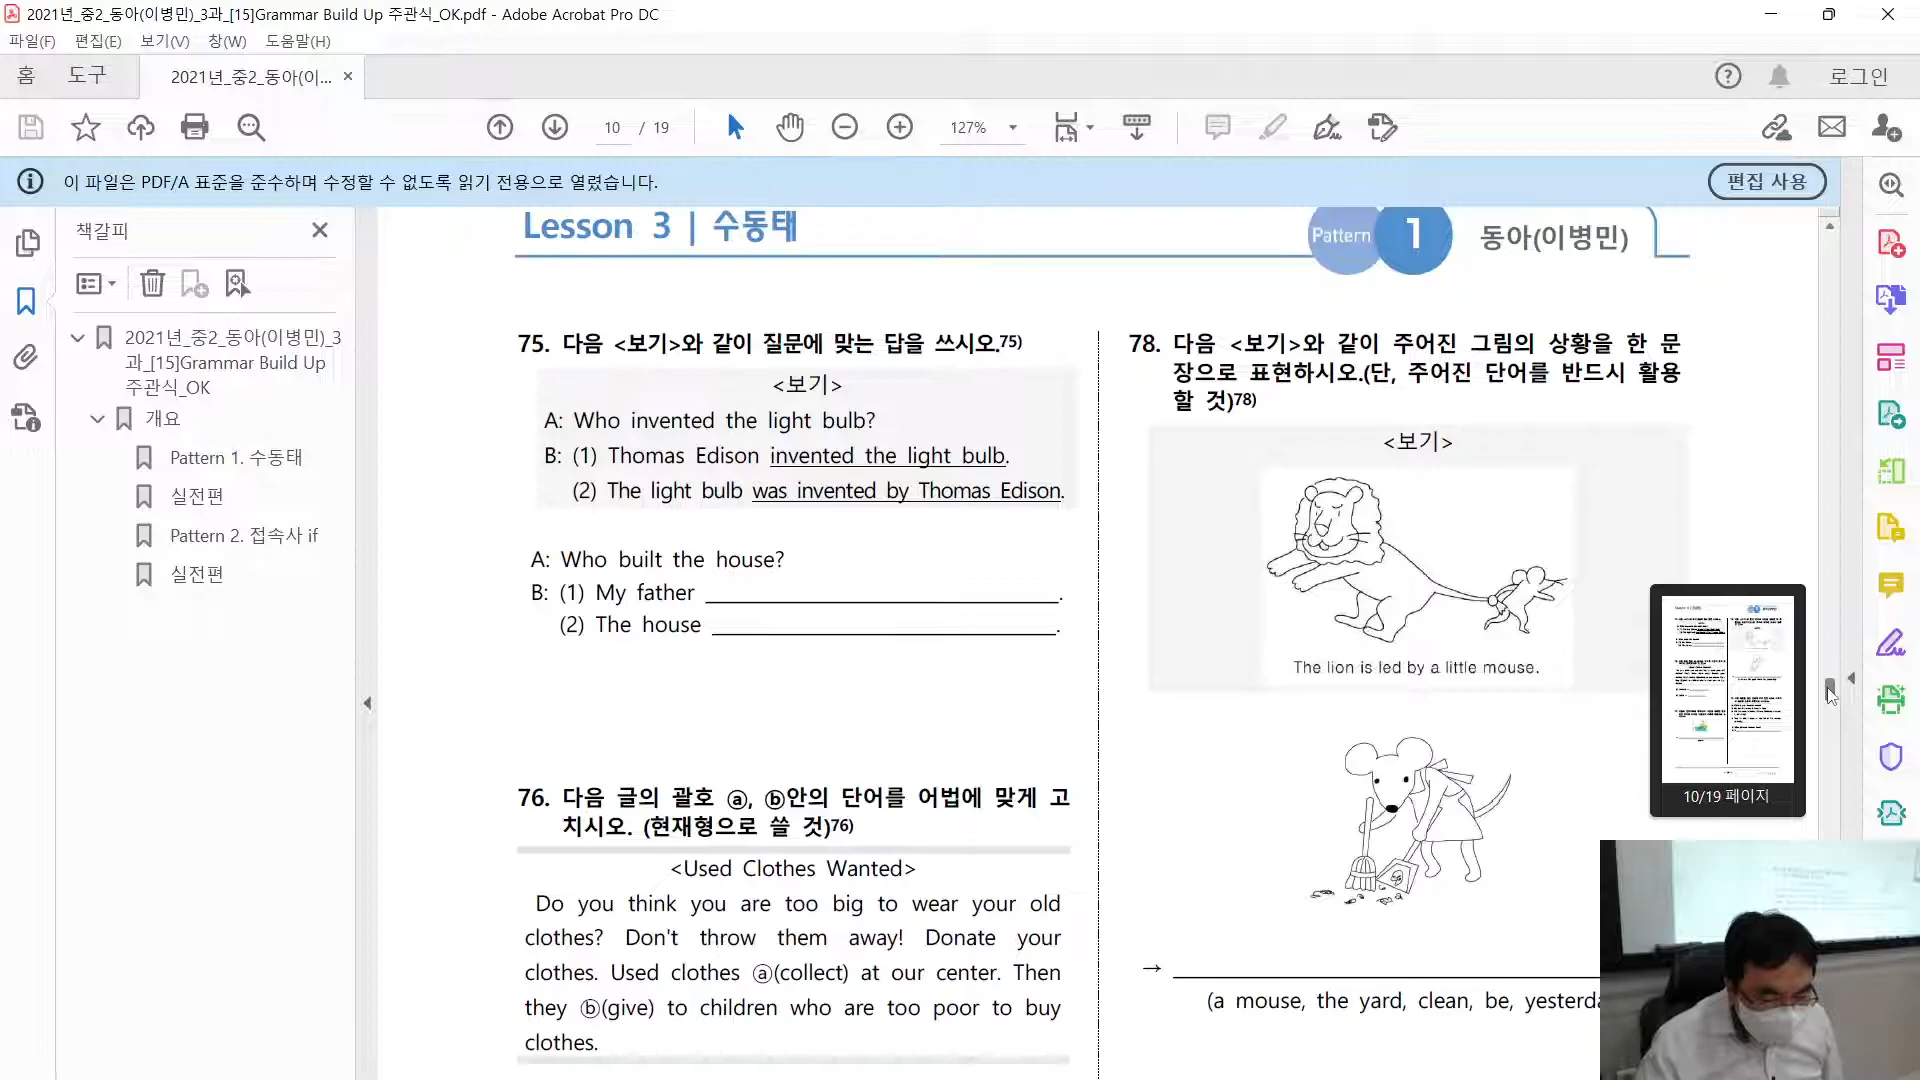 2021년_중2_동아(이병민)_3과_[15]Grammar Build Up 주관식_OK.pdf - Adobe Acrobat Pro DC
파일(F) 편집(E) 보기(V) 창(W) 도움말(H)
홈 도구 2021년_중2_동아(이... × 로그인
10 / 19 127%
이 파일은 PDF/A 표준을 준수하며 수정할 수 없도록 읽기 전용으로 열렸습니다. 편집 사용
책갈피
2021년_중2_동아(이병민)_3
과_[15]Grammar Build Up
주관식_OK
개요
Pattern 1. 수동태
실전편
Pattern 2. 접속사 if
실전편
Lesson 3 | 수동태
Pattern 1 동아(이병민)
75. 다음 <보기>와 같이 질문에 맞는 답을 쓰시오.75)
<보기>
A: Who invented the light bulb?
B: (1) Thomas Edison invented the light bulb.
(2) The light bulb was invented by Thomas Edison.
A: Who built the house?
B: (1) My father ______________________________.
(2) The house ______________________________.
76. 다음 글의 괄호 ⓐ, ⓑ안의 단어를 어법에 맞게 고
치시오. (현재형으로 쓸 것)76)
<Used Clothes Wanted>
Do you think you are too big to wear your old
clothes? Don't throw them away! Donate your
clothes. Used clothes ⓐ(collect) at our center. Then
they ⓑ(give) to children who are too poor to buy
clothes.
78. 다음 <보기>와 같이 주어진 그림의 상황을 한 문
장으로 표현하시오.(단, 주어진 단어를 반드시 활용
할 것)78)
<보기>
The lion is led by a little mouse.
→ ______________________________
(a mouse, the yard, clean, be, yesterda
10/19 페이지